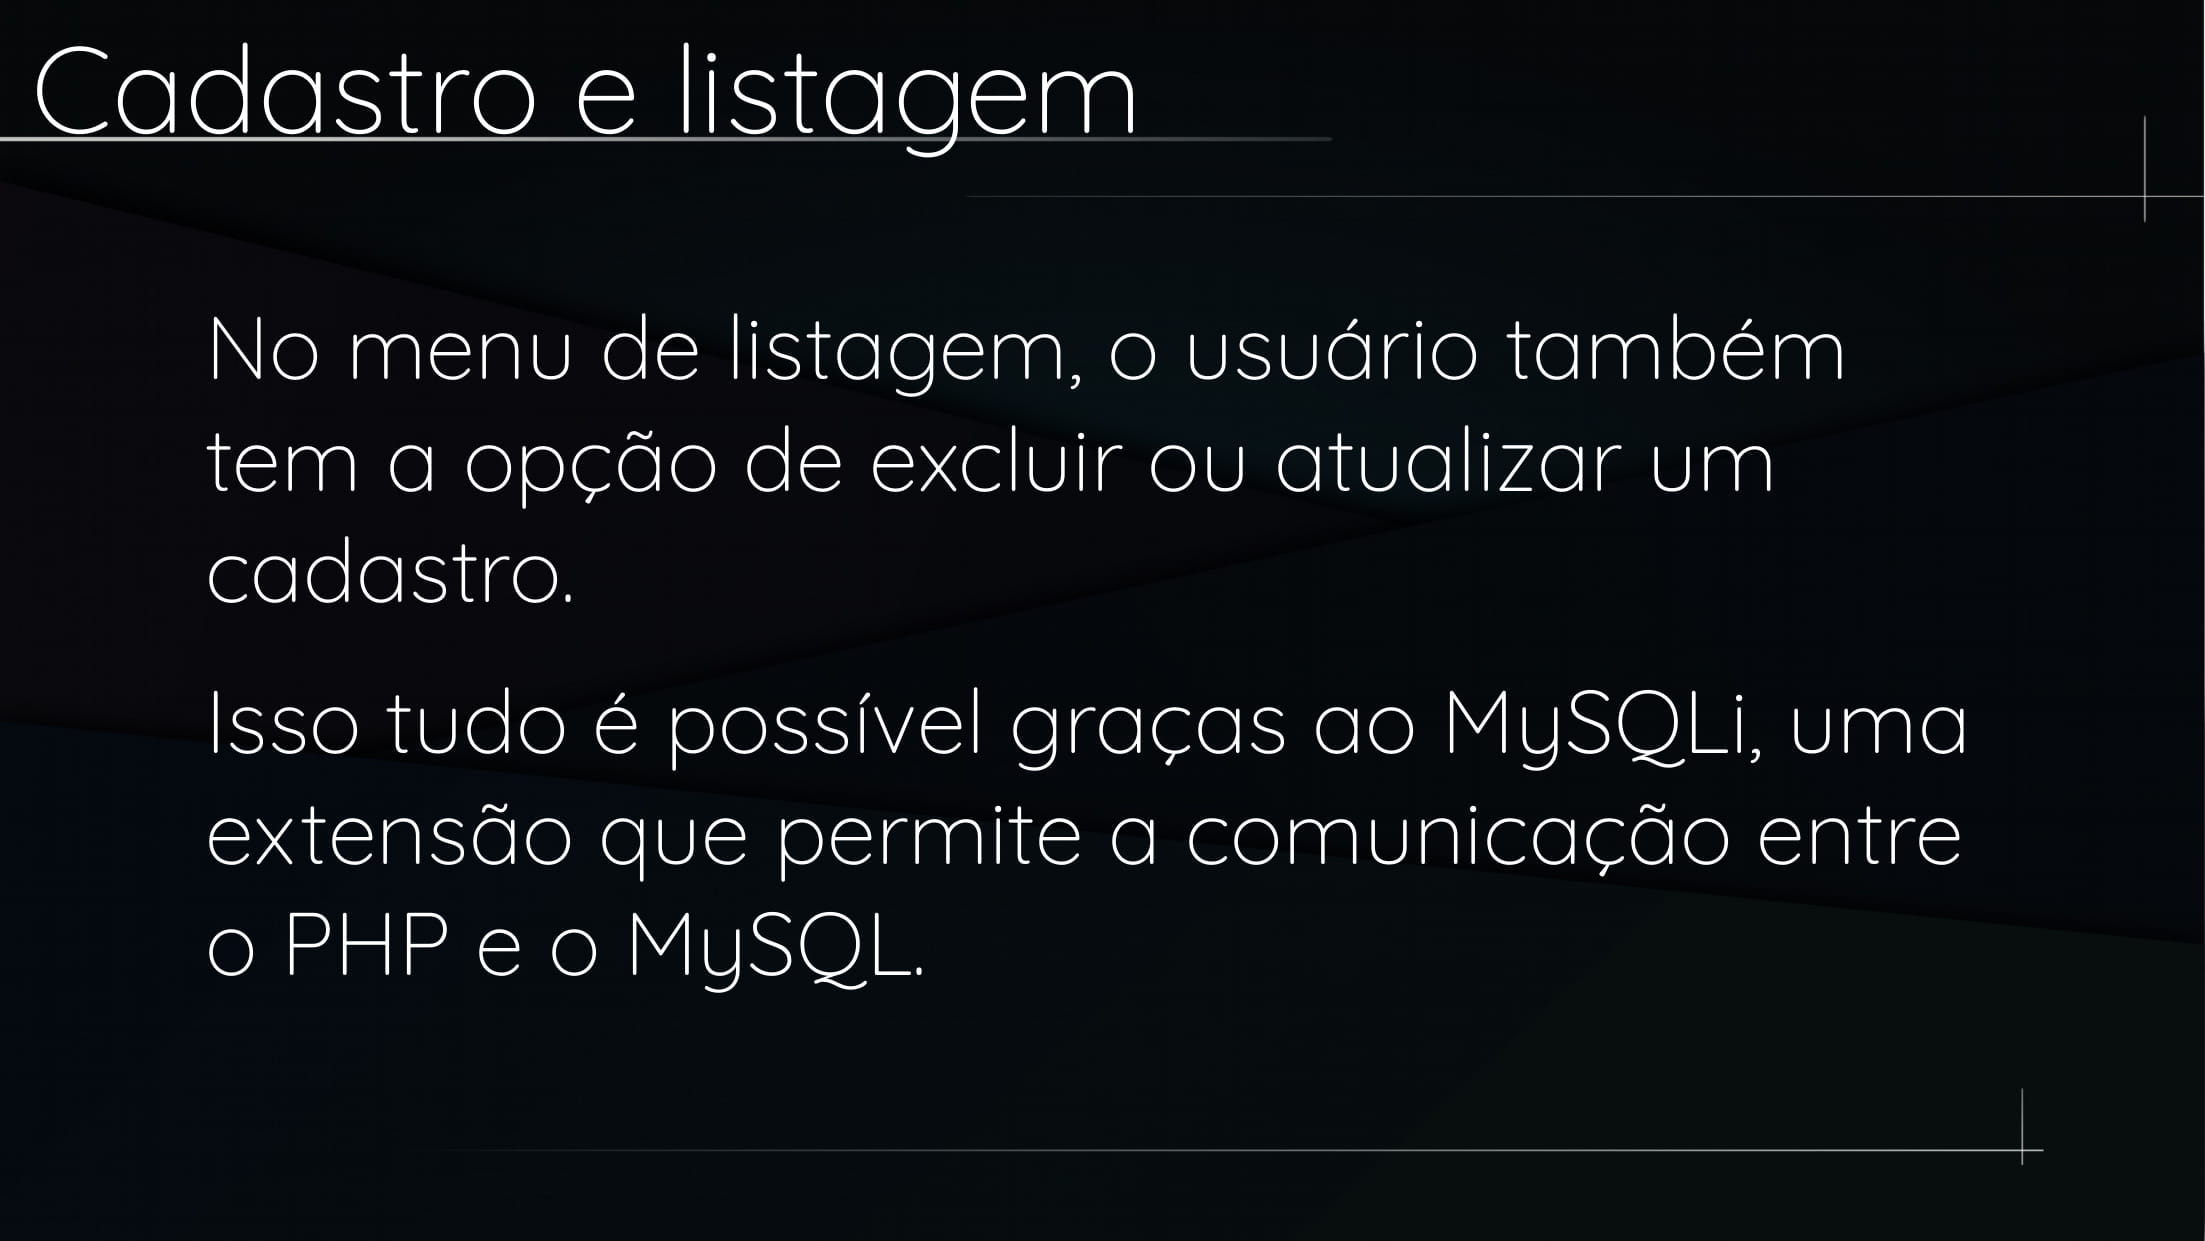 Cadastro e listagem
No menu de listagem, o usuário também
tem a opção de excluir ou atualizar um
cadastro.
Isso tudo é possível graças ao MySQLi, uma
extensão que permite a comunicação entre
o PHP e o MySQL.